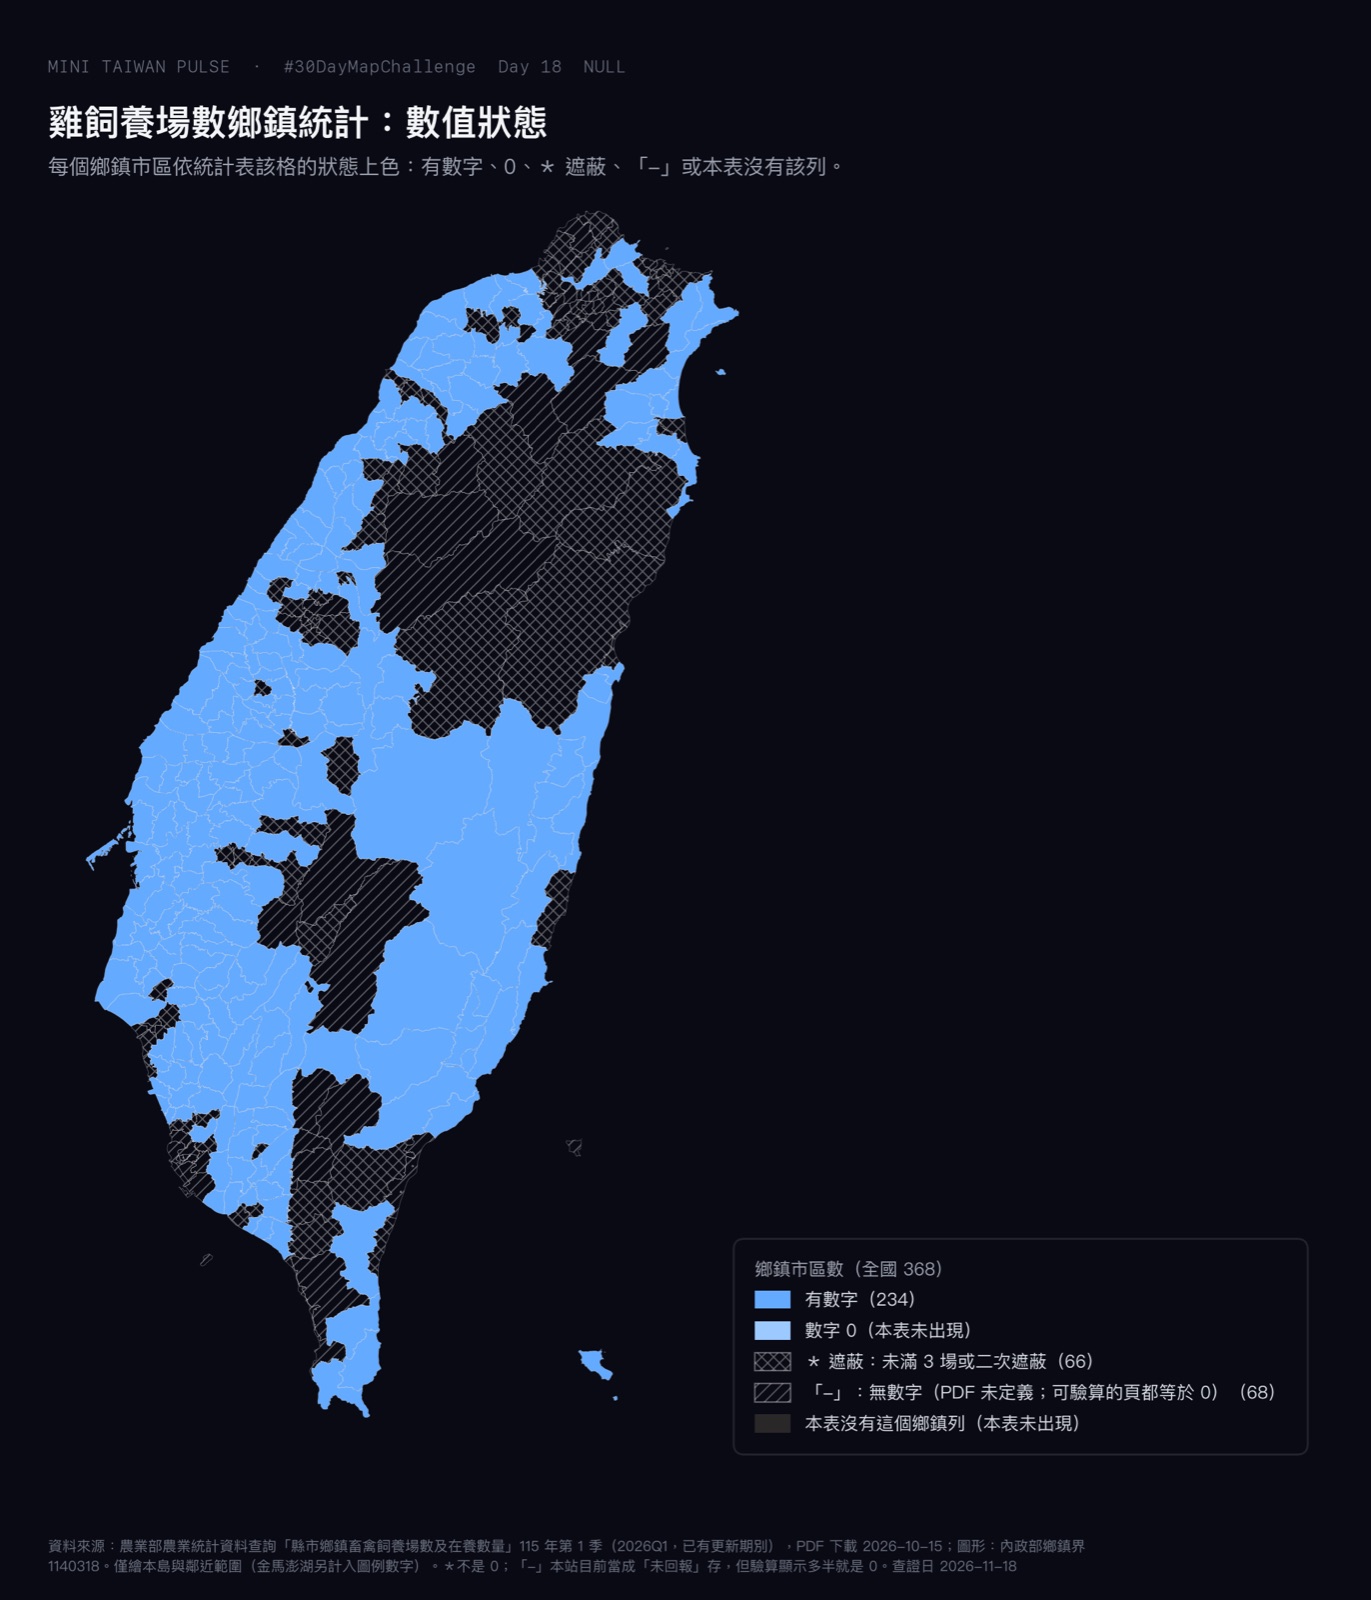 MINI TAIWAN PULSE · #30DayMapChallenge Day 18 NULL
雞飼養場數鄉鎮統計：數值狀態
每個鄉鎮市區依統計表該格的狀態上色：有數字、0、＊ 遮蔽、「–」或本表沒有該列。
鄉鎮市區數（全國 368）
有數字（234）
數字 0（本表未出現）
＊ 遮蔽：未滿 3 場或二次遮蔽（66）
「–」：無數字（PDF 未定義；可驗算的頁都等於 0）（68）
本表沒有這個鄉鎮列（本表未出現）
資料來源：農業部農業統計資料查詢「縣市鄉鎮畜禽飼養場數及在養數量」115 年第 1 季（2026Q1，已有更新期別），PDF 下載 2026–10–15；圖形：內政部鄉鎮界
1140318。僅繪本島與鄰近範圍（金馬澎湖另計入圖例數字）。＊不是 0；「–」本站目前當成「未回報」存，但驗算顯示多半就是 0。查證日 2026–11–18